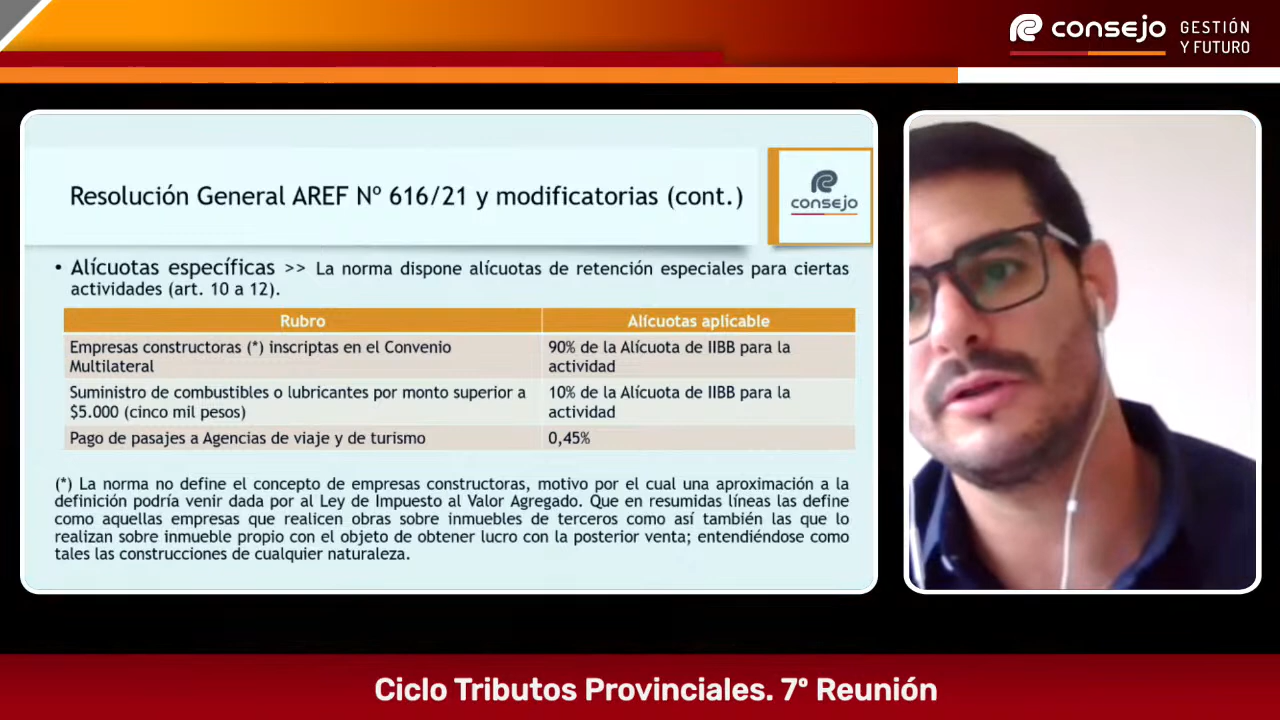 consejo
GESTIÓN
Y FUTURO
Resolución General AREF Nº 616/21 y modificatorias (cont.)
consejo
• Alícuotas específicas >> La norma dispone alícuotas de retención especiales para ciertas
actividades (art. 10 a 12).
Rubro
Alícuotas aplicable
Empresas constructoras (*) inscriptas en el Convenio
Multilateral
90% de la Alícuota de IIBB para la
actividad
Suministro de combustibles o lubricantes por monto superior a
$5.000 (cinco mil pesos)
10% de la Alícuota de IIBB para la
actividad
Pago de pasajes a Agencias de viaje y de turismo
0,45%
(*) La norma no define el concepto de empresas constructoras, motivo por el cual una aproximación a la
definición podría venir dada por al Ley de Impuesto al Valor Agregado. Que en resumidas líneas las define
como aquellas empresas que realicen obras sobre inmuebles de terceros como así también las que lo
realizan sobre inmueble propio con el objeto de obtener lucro con la posterior venta; entendiéndose como
tales las construcciones de cualquier naturaleza.
Ciclo Tributos Provinciales. 7º Reunión